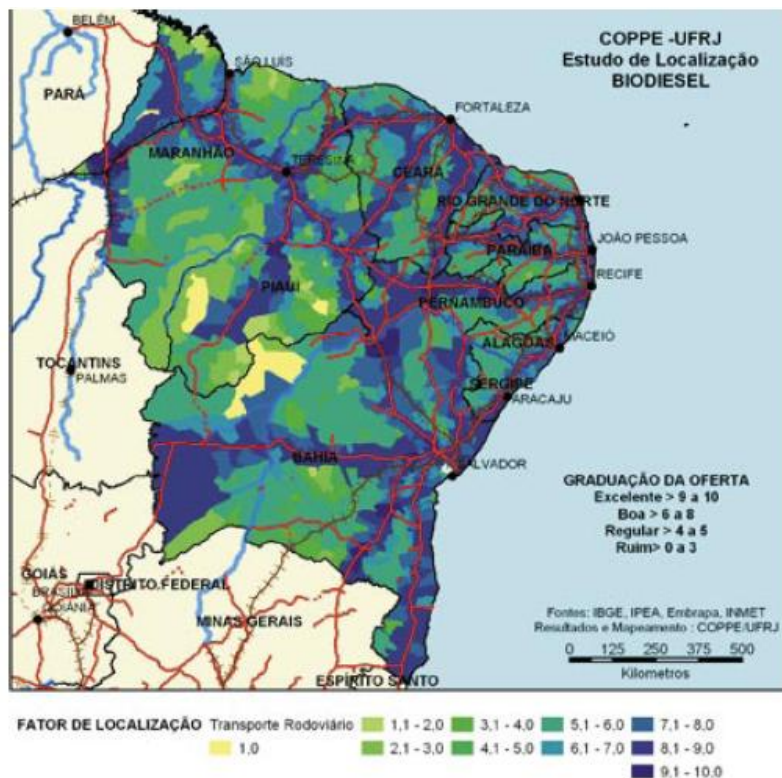 COPPE -UFRJ
Estudo de Localização
BIODIESEL
BELÉM
SÃO LUÍS
PARÁ
FORTALEZA
MARANHÃO
TERESINA
CEARÁ
RIO GRANDE DO NORTE
JOÃO PESSOA
PARAÍBA
RECIFE
PIAUÍ
PERNAMBUCO
MACEIÓ
ALAGOAS
TOCANTINS
PALMAS
SERGIPE
ARACAJU
BAHIA
SALVADOR
GRADUAÇÃO DA OFERTA
Excelente > 9 a 10
Boa > 6 a 8
Regular > 4 a 5
Ruim> 0 a 3
GOIÁS
DISTRITO FEDERAL
GOIÂNIA
MINAS GERAIS
Fontes: IBGE, IPEA, Embrapa, INMET
Resultados e Mapeamento : COPPE/UFRJ
0 125 250 375 500
Kilometros
ESPÍRITO SANTO
FATOR DE LOCALIZAÇÃO Transporte Rodoviário
1,0
1,1 - 2,0
2,1 - 3,0
3,1 - 4,0
4,1 - 5,0
5,1 - 6,0
6,1 - 7,0
7,1 - 8,0
8,1 - 9,0
9,1 - 10,0